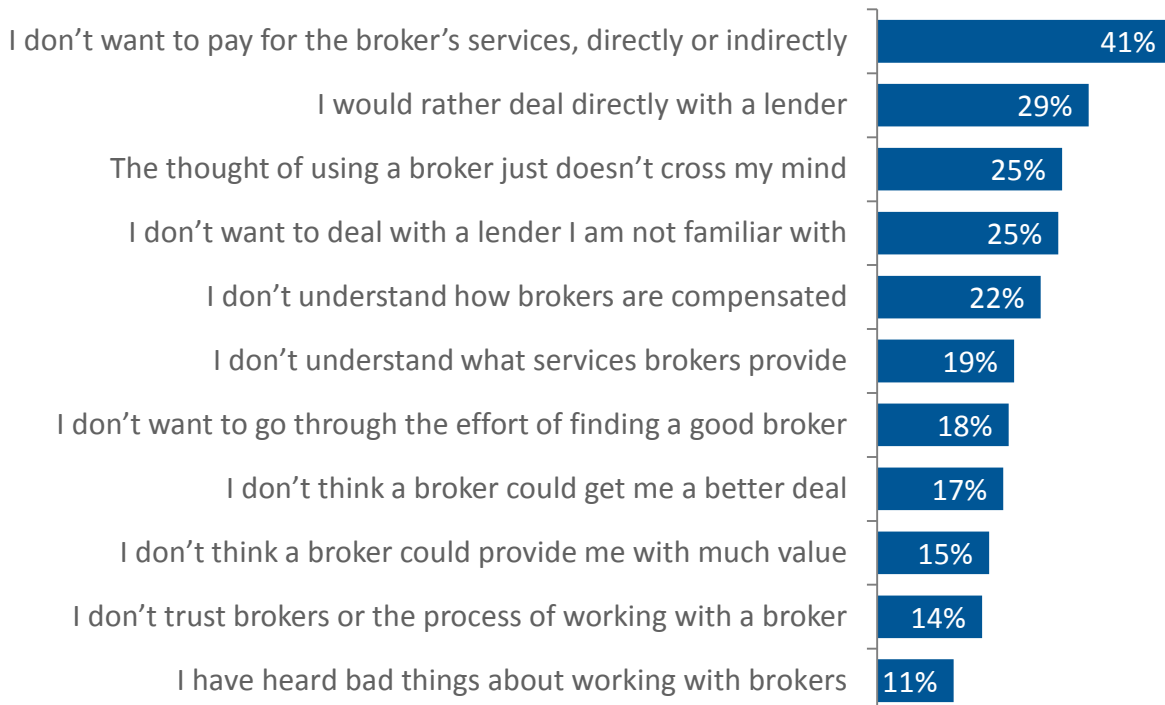 I don’t want to pay for the broker’s services, directly or indirectly 41%
I would rather deal directly with a lender 29%
The thought of using a broker just doesn’t cross my mind 25%
I don’t want to deal with a lender I am not familiar with 25%
I don’t understand how brokers are compensated 22%
I don’t understand what services brokers provide 19%
I don’t want to go through the effort of finding a good broker 18%
I don’t think a broker could get me a better deal 17%
I don’t think a broker could provide me with much value 15%
I don’t trust brokers or the process of working with a broker 14%
I have heard bad things about working with brokers 11%